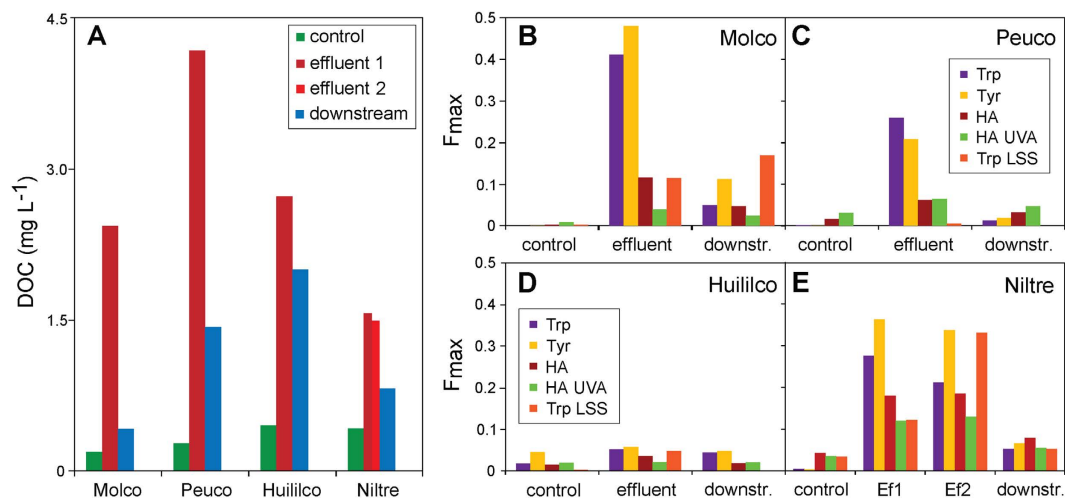 A
DOC (mg L-1)
4.5
3.0
1.5
0
control
effluent 1
effluent 2
downstream
Molco Peuco Huililco Niltre
B
Molco
Fmax
0.5
0.4
0.3
0.2
0.1
0
control effluent downstr.
C
Peuco
Trp
Tyr
HA
HA UVA
Trp LSS
control effluent downstr.
D
Huililco
Fmax
0.5
0.4
0.3
0.2
0.1
0
Trp
Tyr
HA
HA UVA
Trp LSS
control effluent downstr.
E
Niltre
control Ef1 Ef2 downstr.